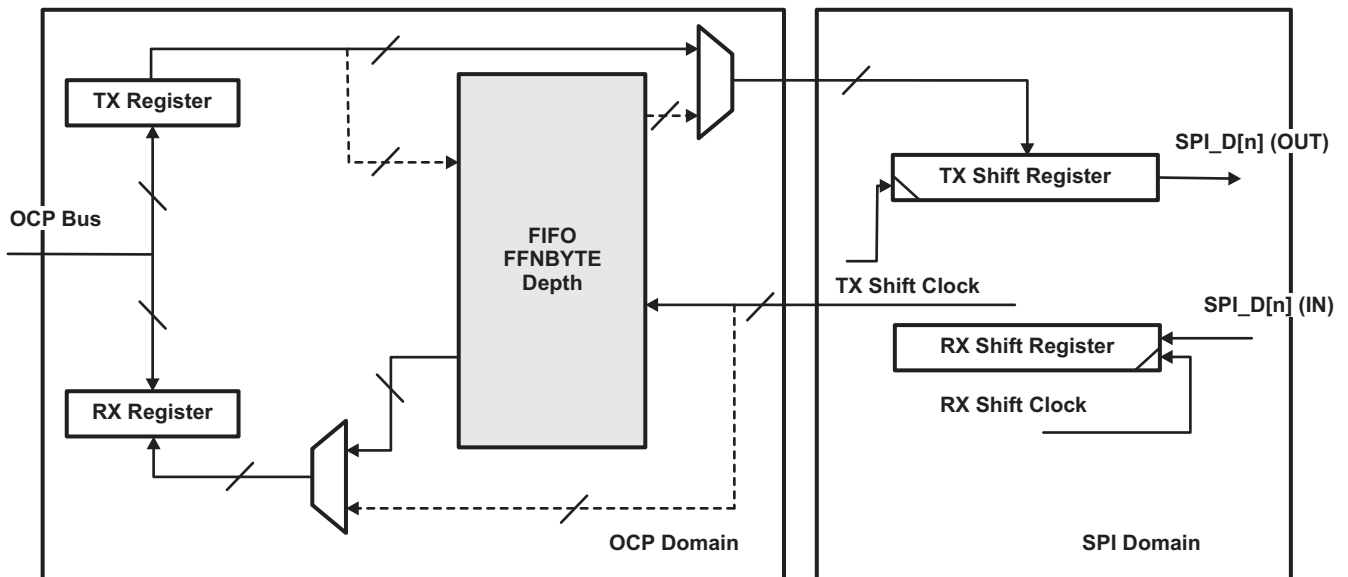 TX Register
SPI_D[n] (OUT)
TX Shift Register
OCP Bus
FIFO
FFNBYTE
Depth
TX Shift Clock
SPI_D[n] (IN)
RX Shift Register
RX Shift Clock
RX Register
OCP Domain
SPI Domain